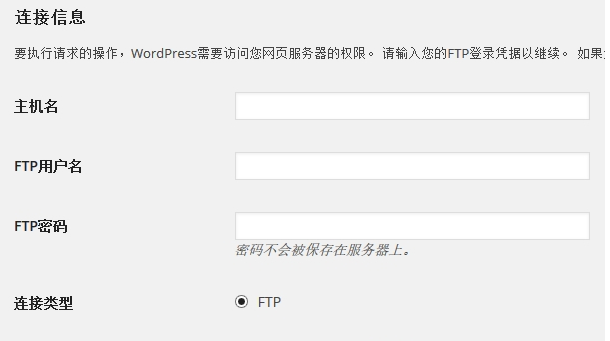 连接信息
要执行请求的操作，WordPress需要访问您网页服务器的权限。 请输入您的FTP登录凭据以继续。 如果
主机名
FTP用户名
FTP密码
密码不会被保存在服务器上。
连接类型
FTP